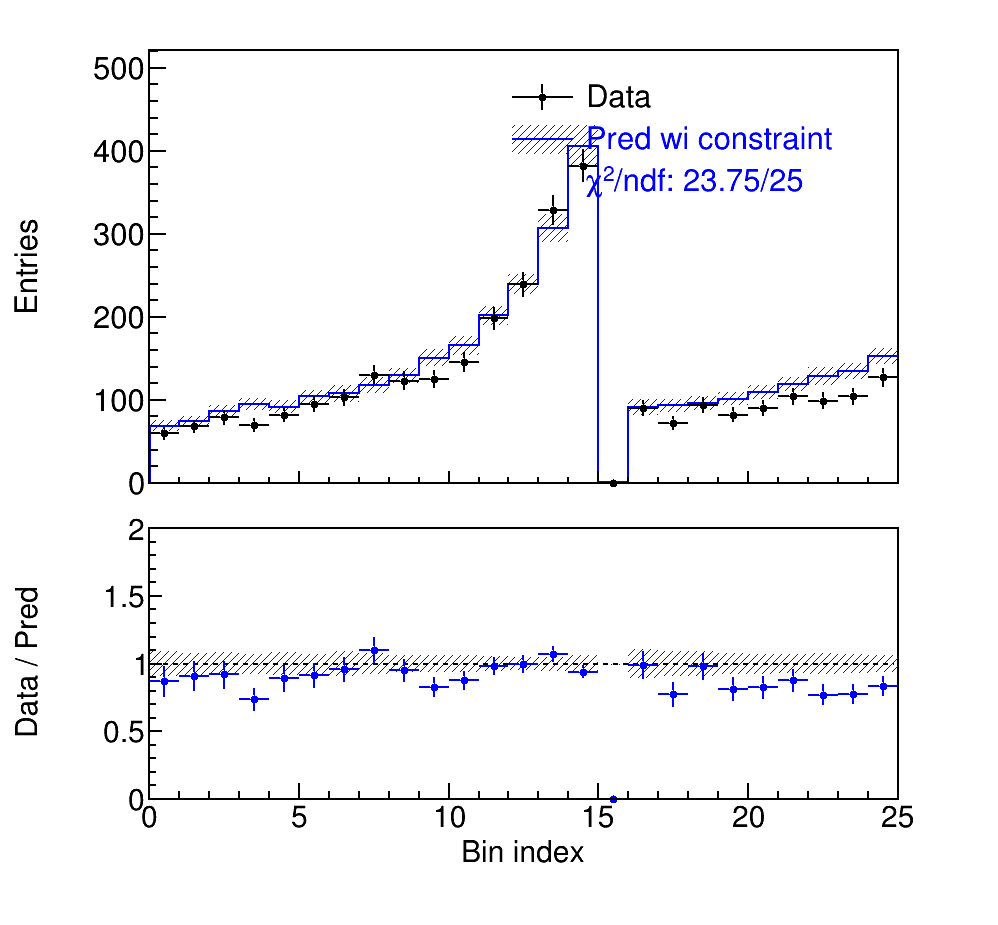 500
400
300
200
100
0
Entries
Data
Pred wi constraint
χ²/ndf: 23.75/25
2
1.5
1
0.5
0
Data / Pred
0 5 10 15 20 25
Bin index